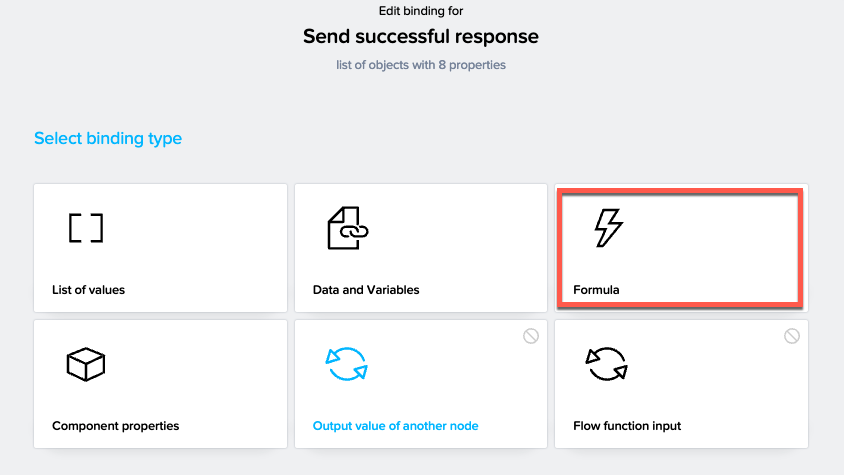 Edit binding for
Send successful response
list of objects with 8 properties
Select binding type
List of values
Data and Variables
Formula
Component properties
Output value of another node
Flow function input